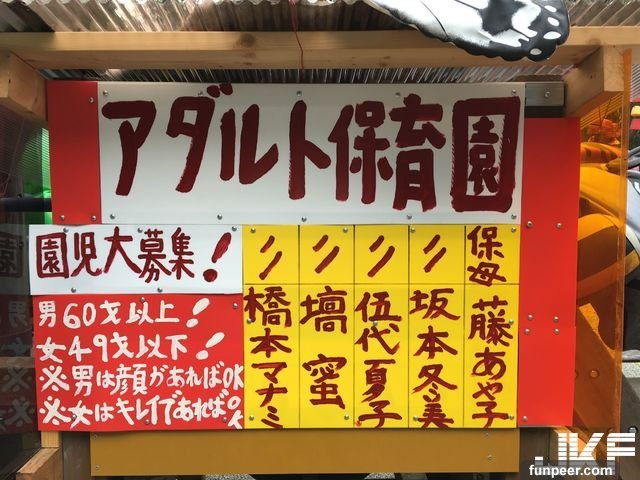 アダルト保育園
園児大募集!
男60才以上!
女49才以下!
※男は顔があればOK
※女はキレイであればOK
保母 藤あや子
〃 坂本冬美
〃 伍代夏子
〃 壇 蜜
〃 橋本マナミ
.JKF
funpeer.com